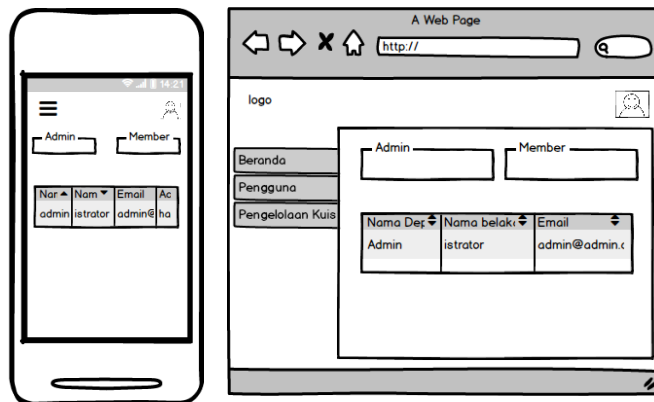 14:21
Admin
Member
Nar Nam Email Ac
admin istrator admin@ ha
A Web Page
http://
logo
Beranda
Pengguna
Pengelolaan Kuis
Admin
Member
Nama Dep Nama belaka Email
Admin istrator admin@admin.c